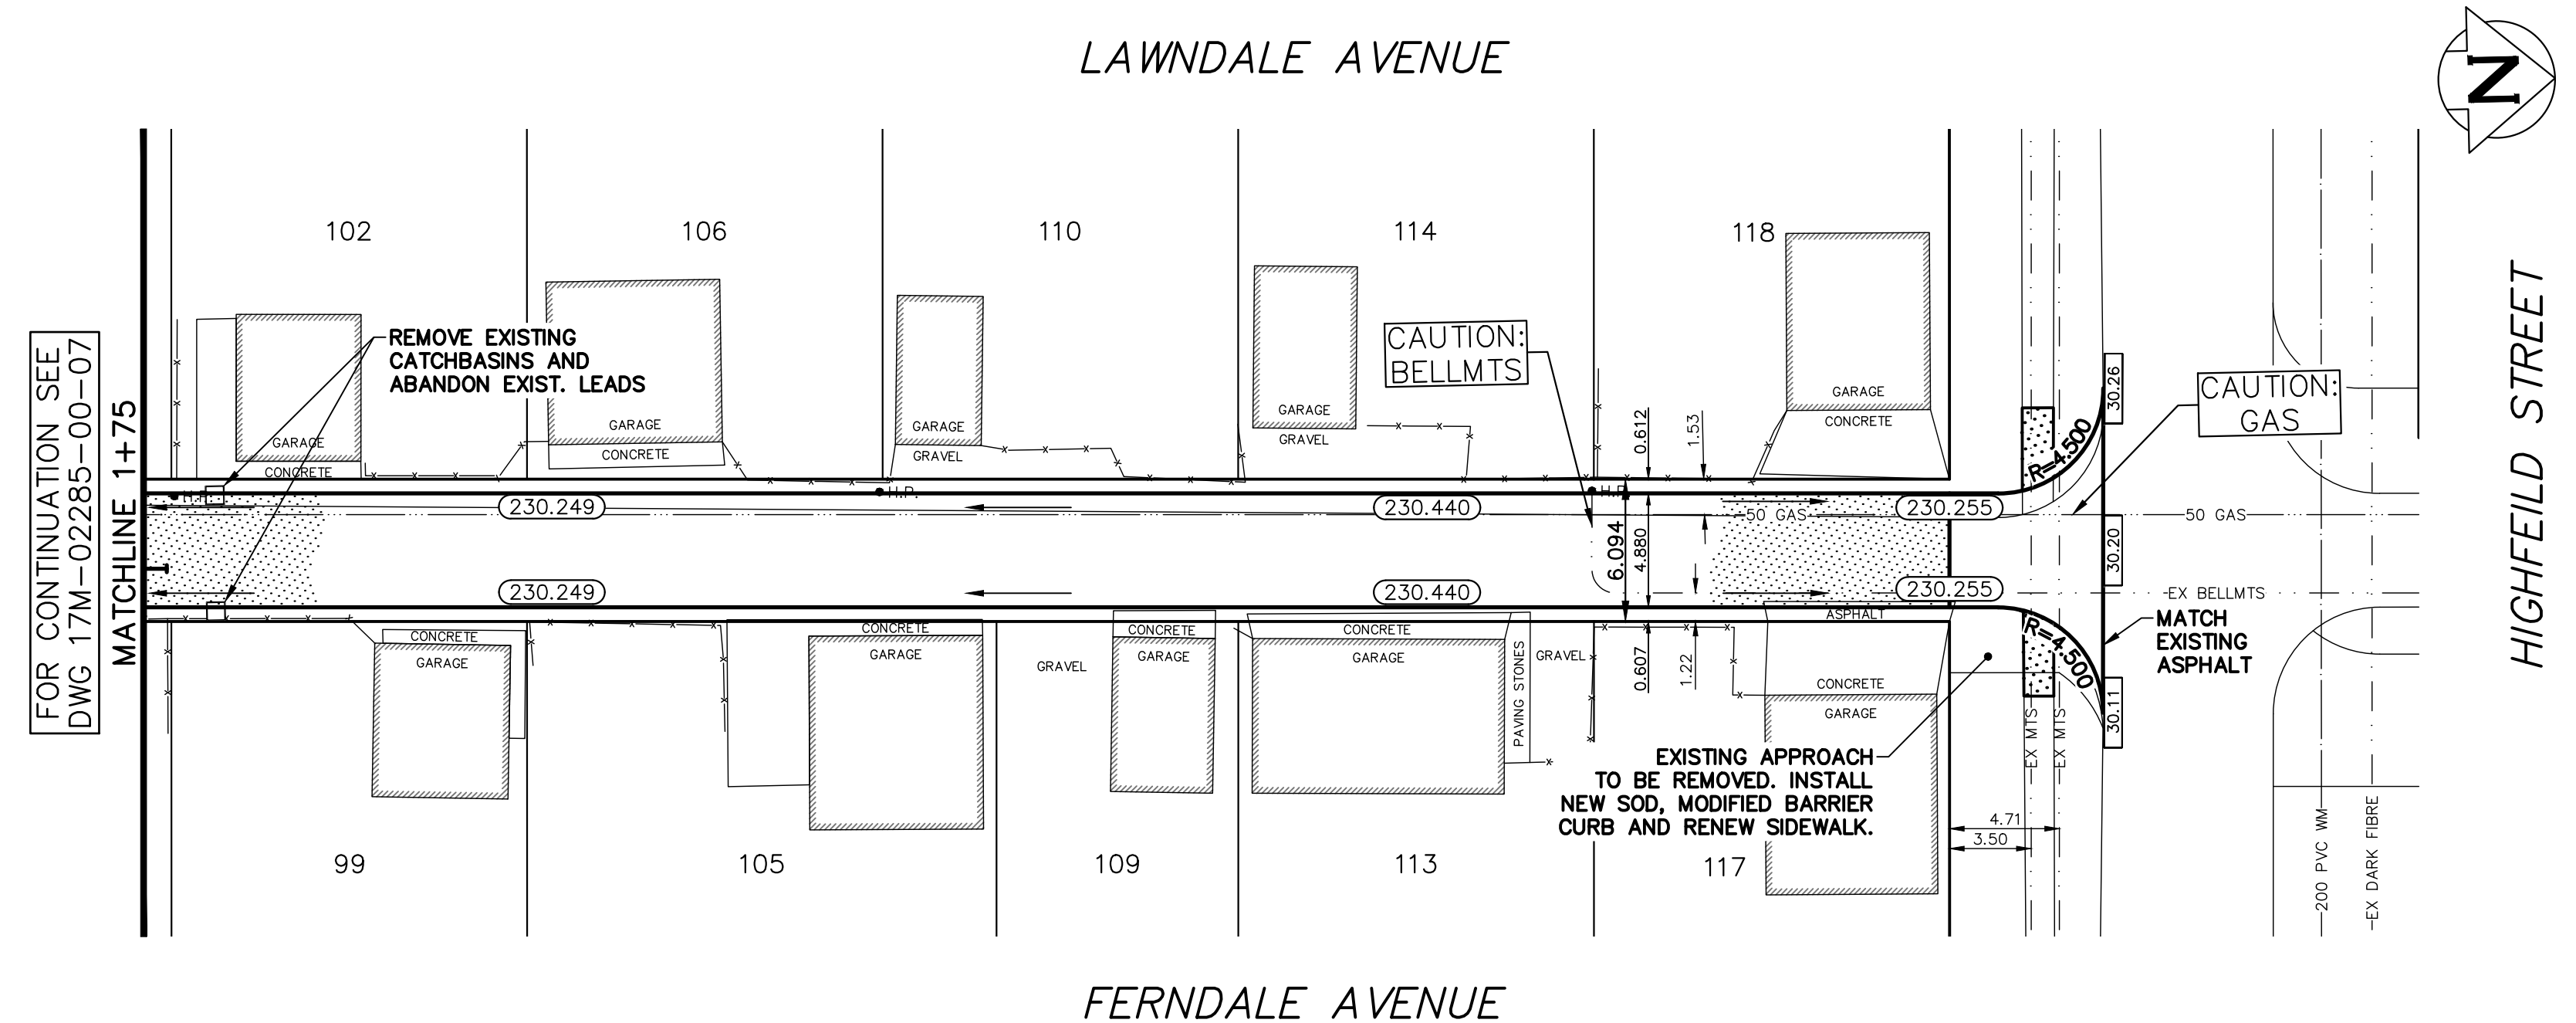 LAWNDALE AVENUE
N
102
106
110
114
118
FOR CONTINUATION SEE
DWG 17M-02285-00-07
MATCHLINE 1+75
REMOVE EXISTING
CATCHBASINS AND
ABANDON EXIST. LEADS
GARAGE
CONCRETE
GARAGE
CONCRETE
GARAGE
GRAVEL
GARAGE
GRAVEL
CAUTION:
BELLMTS
GARAGE
CONCRETE
0.612
1.53
R=4.500
30.26
CAUTION:
GAS
HIGHFEILD STREET
H.P.
H.P.
230.249
230.440
230.255
50 GAS
50 GAS
6.094
4.880
30.20
230.249
230.440
230.255
EX BELLMTS
ASPHALT
MATCH
EXISTING
ASPHALT
CONCRETE
GARAGE
CONCRETE
GARAGE
GRAVEL
CONCRETE
GARAGE
CONCRETE
GARAGE
PAVING STONES
GRAVEL
0.607
1.22
CONCRETE
GARAGE
R=4.500
30.11
EX MTS
EX MTS
EXISTING APPROACH
TO BE REMOVED. INSTALL
NEW SOD, MODIFIED BARRIER
CURB AND RENEW SIDEWALK.
4.71
3.50
200 PVC WM
EX DARK FIBRE
99
105
109
113
117
FERNDALE AVENUE